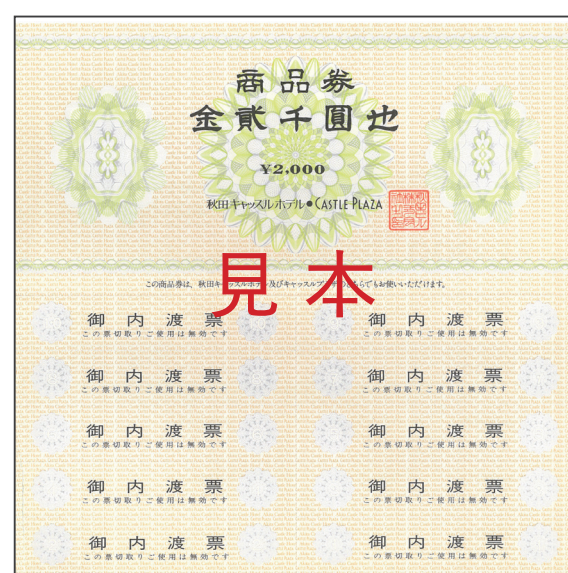 商品券
金貳千圓也
¥2,000
秋田キャッスルホテル●CASTLE PLAZA
見本
この商品券は、秋田キャッスルホテル及びキャッスルプラザのどちらでもお使いいただけます。
御内渡票 御内渡票
この票切取りご使用は無効です この票切取りご使用は無効です
御内渡票 御内渡票
この票切取りご使用は無効です この票切取りご使用は無効です
御内渡票 御内渡票
この票切取りご使用は無効です この票切取りご使用は無効です
御内渡票 御内渡票
この票切取りご使用は無効です この票切取りご使用は無効です
御内渡票 御内渡票
この票切取りご使用は無効です この票切取りご使用は無効です